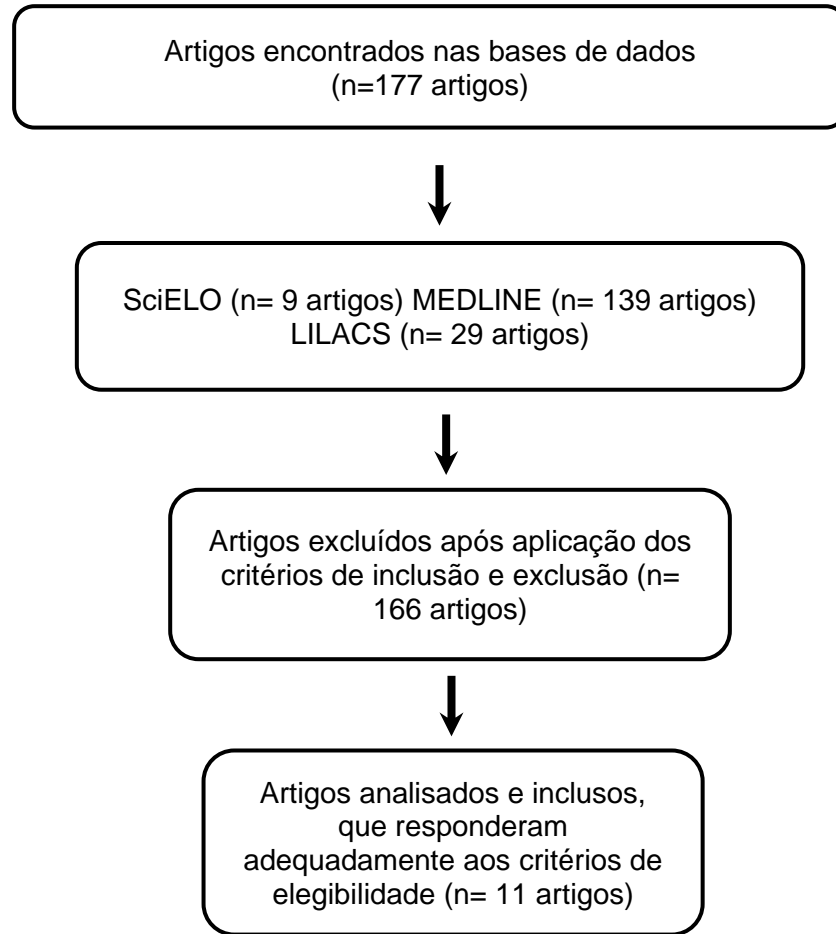 Artigos encontrados nas bases de dados
(n=177 artigos)
SciELO (n= 9 artigos) MEDLINE (n= 139 artigos)
LILACS (n= 29 artigos)
Artigos excluídos após aplicação dos
critérios de inclusão e exclusão (n=
166 artigos)
Artigos analisados e inclusos,
que responderam
adequadamente aos critérios de
elegibilidade (n= 11 artigos)